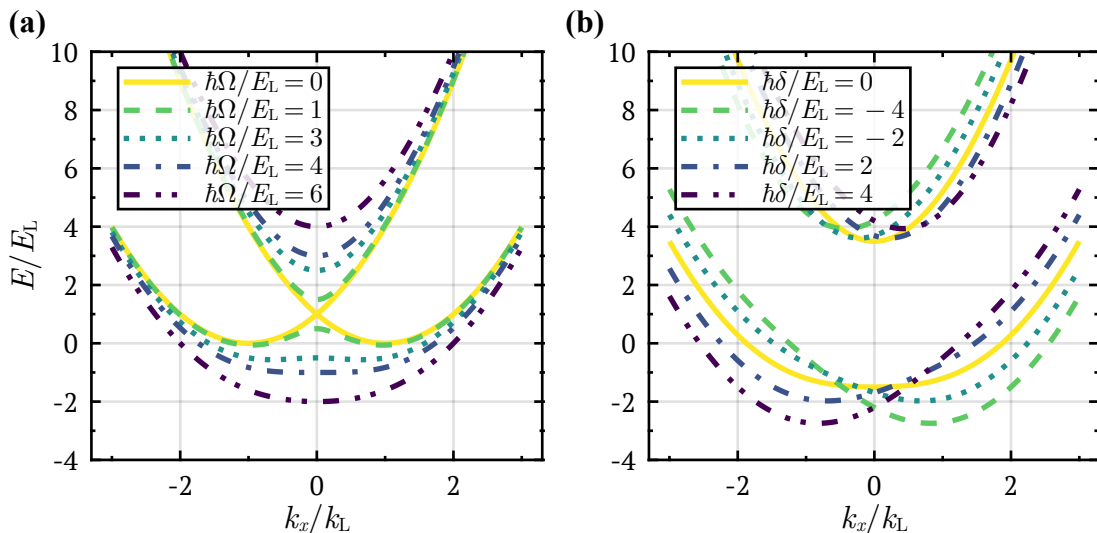 (a)
10
8
6
4
2
0
-2
-4
E/E_L
ħΩ/E_L = 0
ħΩ/E_L = 1
ħΩ/E_L = 3
ħΩ/E_L = 4
ħΩ/E_L = 6
-2 0 2
k_x/k_L
(b)
10
8
6
4
2
0
-2
-4
ħδ/E_L = 0
ħδ/E_L = −4
ħδ/E_L = −2
ħδ/E_L = 2
ħδ/E_L = 4
-2 0 2
k_x/k_L